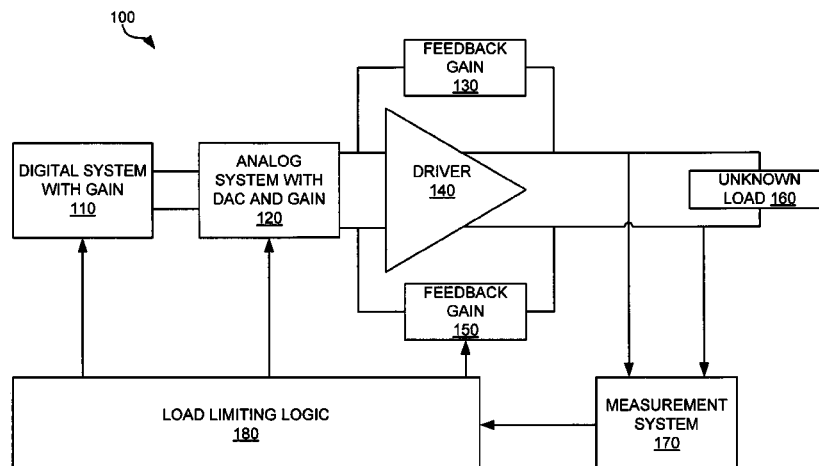 100
FEEDBACK
GAIN
130
DIGITAL SYSTEM
WITH GAIN
110
ANALOG
SYSTEM WITH
DAC AND GAIN
120
DRIVER
140
UNKNOWN
LOAD 160
FEEDBACK
GAIN
150
LOAD LIMITING LOGIC
180
MEASUREMENT
SYSTEM
170